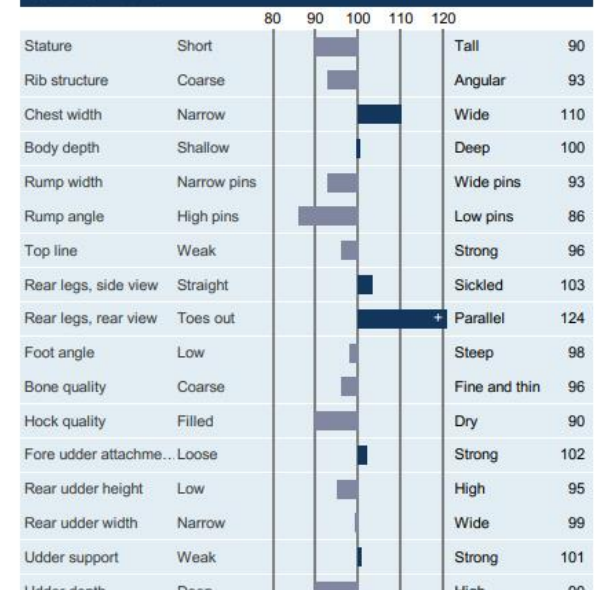 80 90 100 110 120
Stature Short Tall 90
Rib structure Coarse Angular 93
Chest width Narrow Wide 110
Body depth Shallow Deep 100
Rump width Narrow pins Wide pins 93
Rump angle High pins Low pins 86
Top line Weak Strong 96
Rear legs, side view Straight Sickled 103
Rear legs, rear view Toes out + Parallel 124
Foot angle Low Steep 98
Bone quality Coarse Fine and thin 96
Hock quality Filled Dry 90
Fore udder attachme... Loose Strong 102
Rear udder height Low High 95
Rear udder width Narrow Wide 99
Udder support Weak Strong 101
Udder depth Deep High